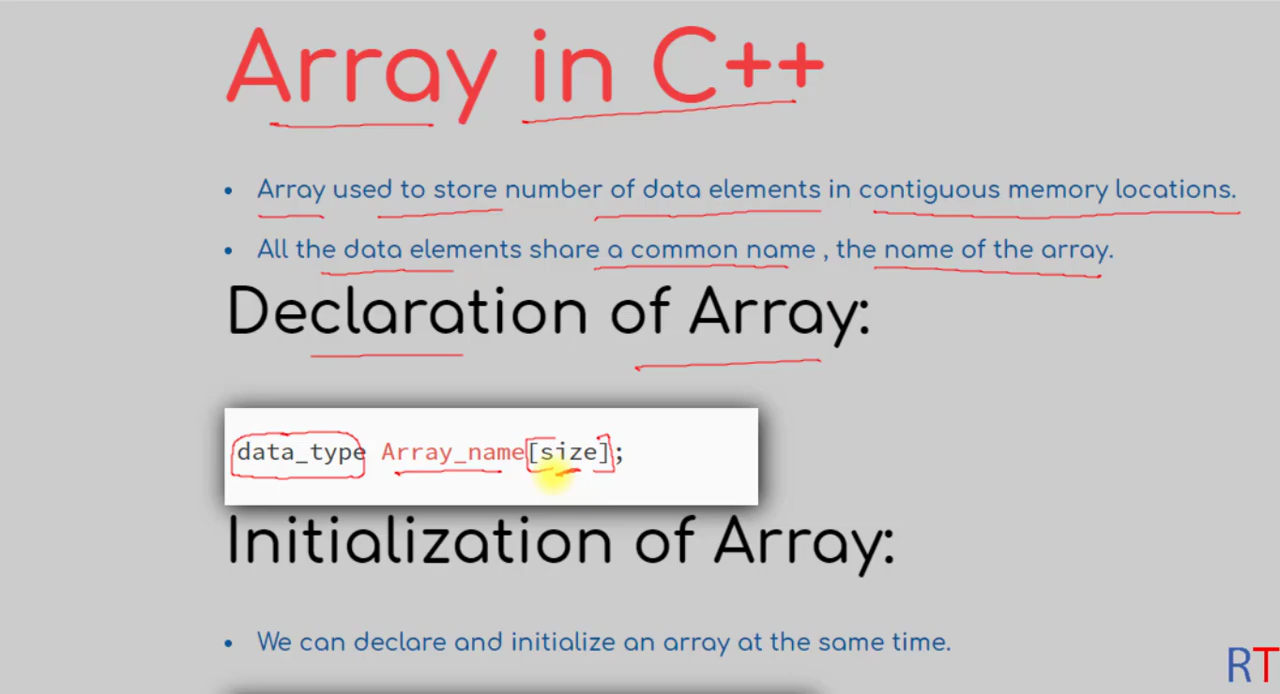 Array in C++
• Array used to store number of data elements in contiguous memory locations.
• All the data elements share a common name , the name of the array.
Declaration of Array:
data_type Array_name[size];
Initialization of Array:
• We can declare and initialize an array at the same time.
RT